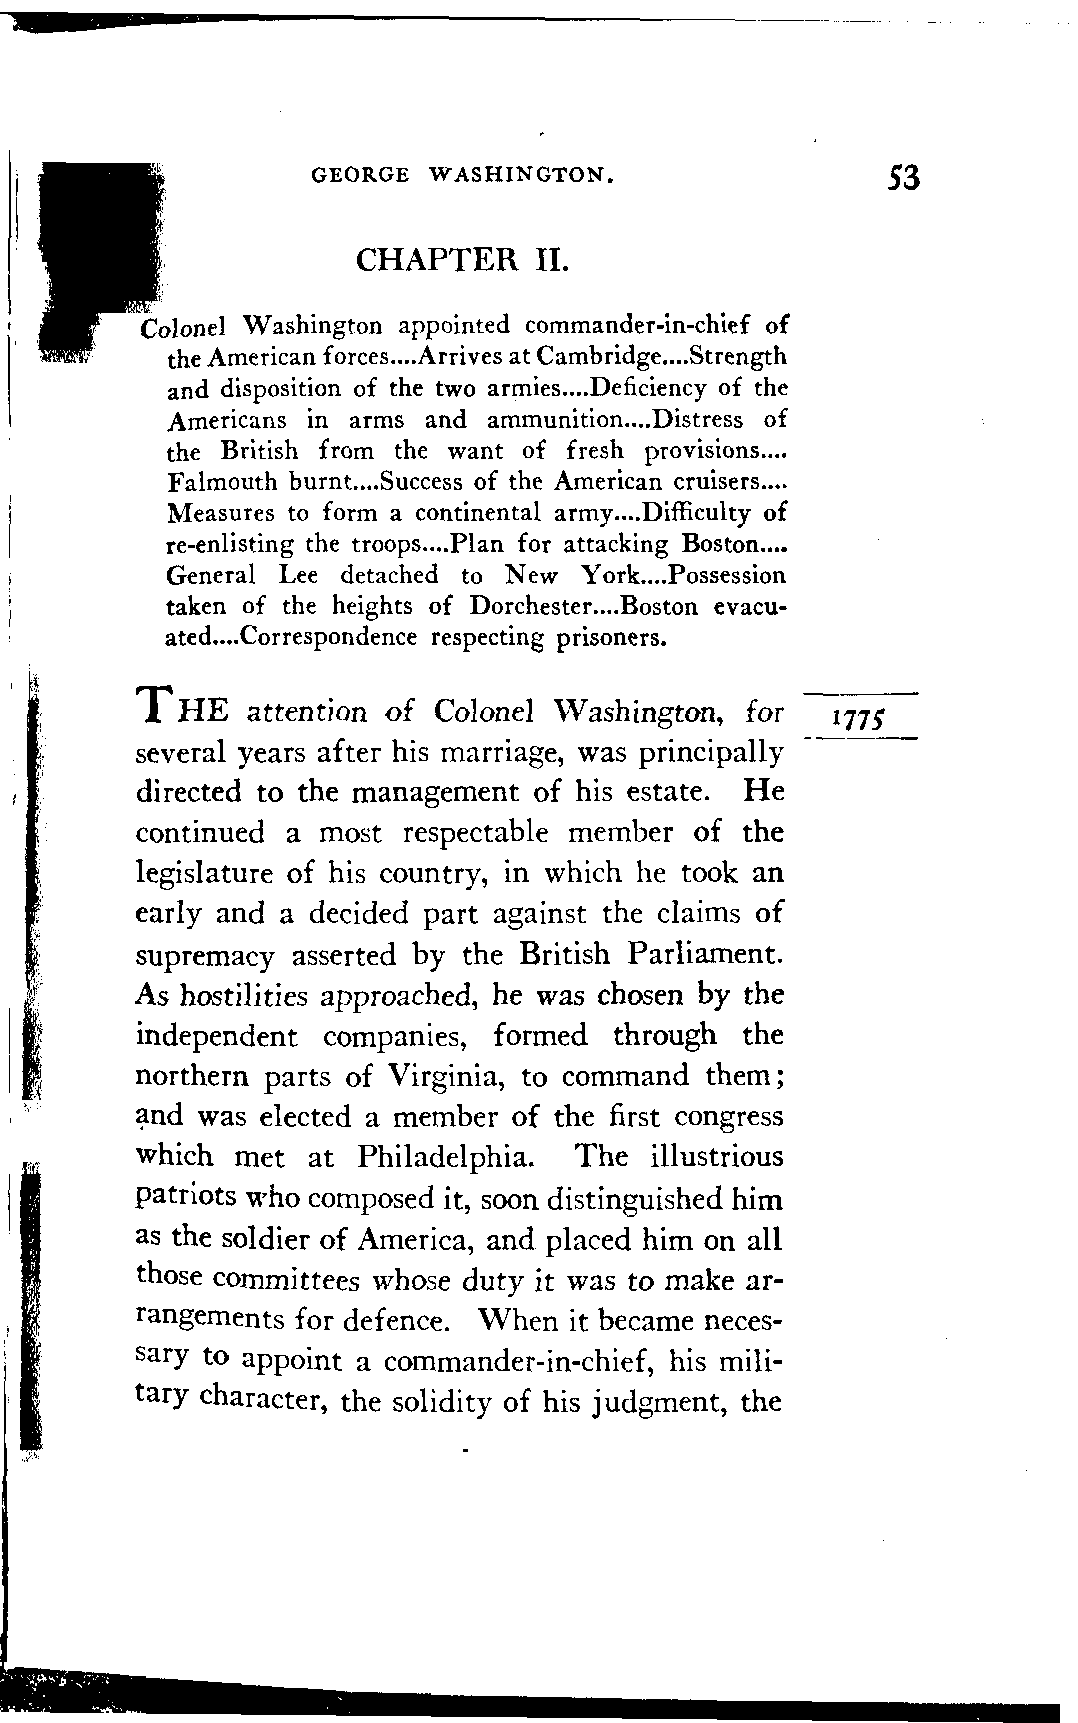 GEORGE WASHINGTON. 53
CHAPTER II.
Colonel Washington appointed commander-in-chief of
the American forces....Arrives at Cambridge....Strength
and disposition of the two armies....Deficiency of the
Americans in arms and ammunition....Distress of
the British from the want of fresh provisions....
Falmouth burnt....Success of the American cruisers....
Measures to form a continental army....Difficulty of
re-enlisting the troops....Plan for attacking Boston....
General Lee detached to New York....Possession
taken of the heights of Dorchester....Boston evacu-
ated....Correspondence respecting prisoners.
THE attention of Colonel Washington, for 1775
several years after his marriage, was principally
directed to the management of his estate. He
continued a most respectable member of the
legislature of his country, in which he took an
early and a decided part against the claims of
supremacy asserted by the British Parliament.
As hostilities approached, he was chosen by the
independent companies, formed through the
northern parts of Virginia, to command them;
and was elected a member of the first congress
which met at Philadelphia. The illustrious
patriots who composed it, soon distinguished him
as the soldier of America, and placed him on all
those committees whose duty it was to make ar-
rangements for defence. When it became neces-
sary to appoint a commander-in-chief, his mili-
tary character, the solidity of his judgment, the